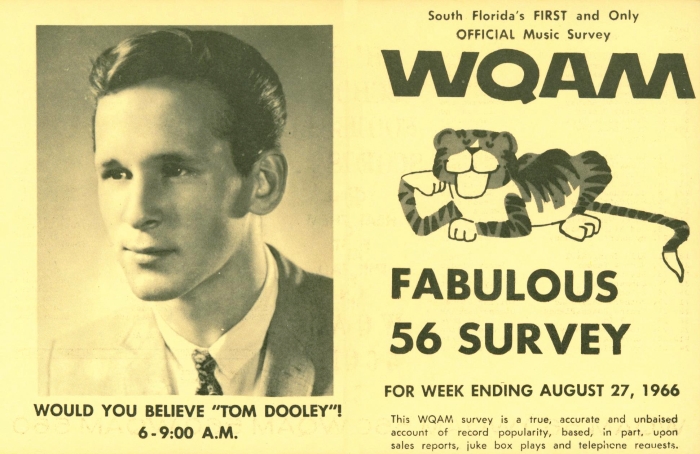 WOULD YOU BELIEVE "TOM DOOLEY"!
6-9:00 A.M.
South Florida's FIRST and Only
OFFICIAL Music Survey
WQAM
FABULOUS
56 SURVEY
FOR WEEK ENDING AUGUST 27, 1966
This WQAM survey is a true, accurate and unbaised
account of record popularity, based, in part, upon
sales reports, juke box plays and telephone requests.